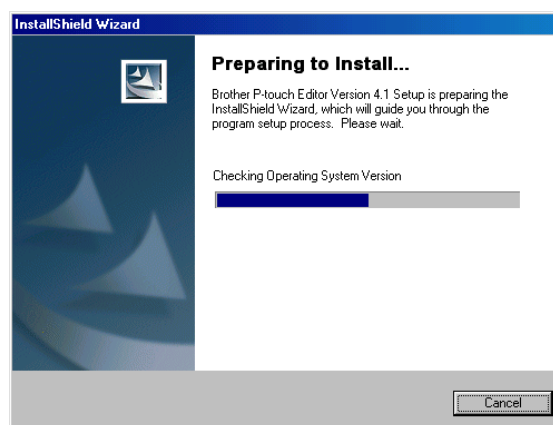 InstallShield Wizard
Preparing to Install...
Brother P-touch Editor Version 4.1 Setup is preparing the
InstallShield Wizard, which will guide you through the
program setup process. Please wait.
Checking Operating System Version
Cancel